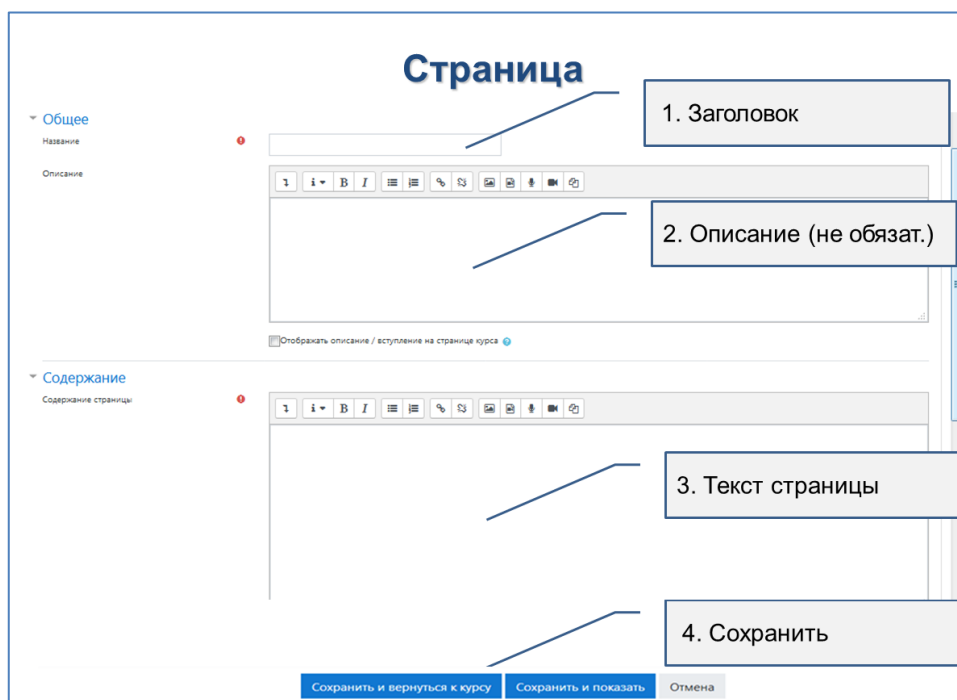 Страница
1. Заголовок
Общее
Название
Описание
B I
2. Описание (не обязат.)
Отображать описание / вступление на странице курса
Содержание
Содержание страницы
B I
3. Текст страницы
4. Сохранить
Сохранить и вернуться к курсу Сохранить и показать Отмена